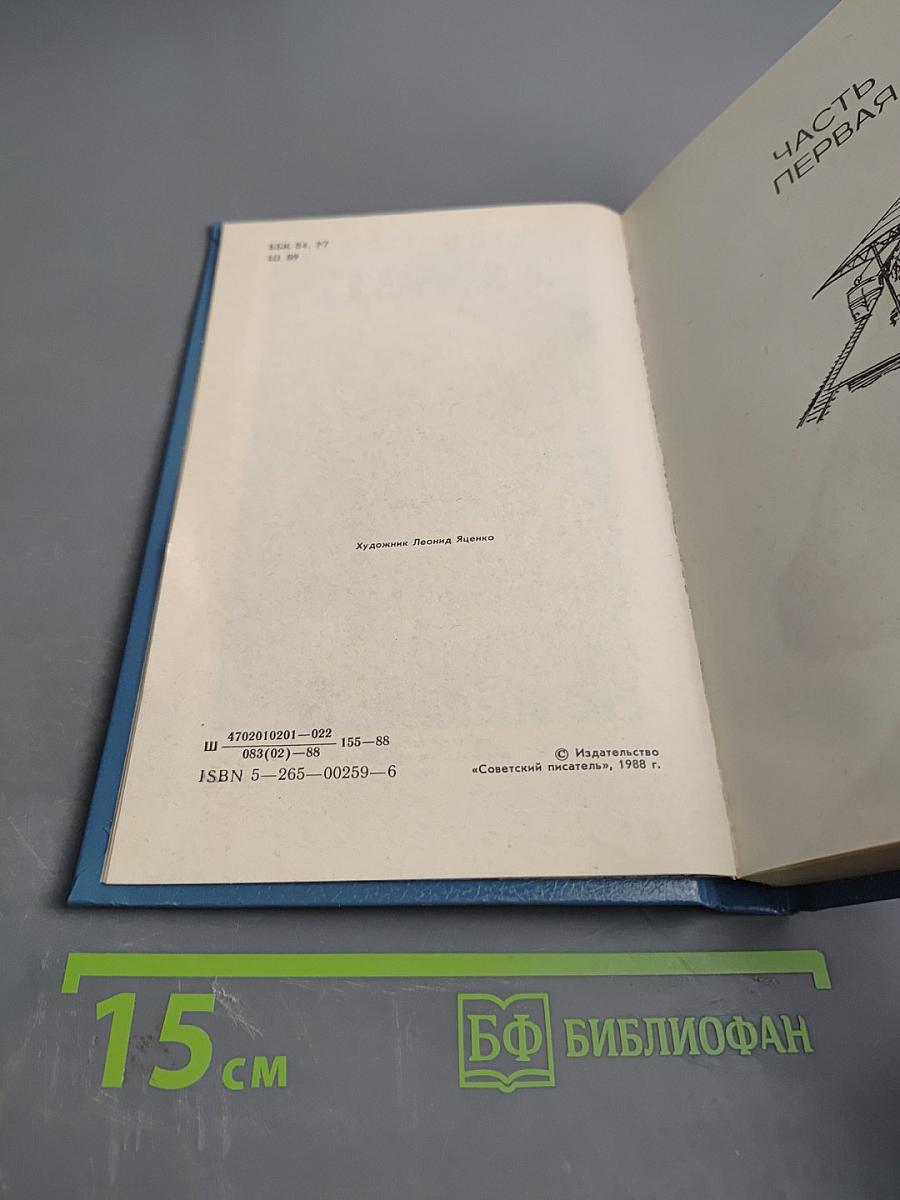 ББК 84. Р7
Ш 89
Художник Леонид Яценко
Ш 4702010201—022
083(02)—88 155—88
ISBN 5—265—00259—6
© Издательство
«Советский писатель», 1988 г.
ЧАСТЬ
ПЕРВАЯ
15 см
БФ БИБЛИОФАН